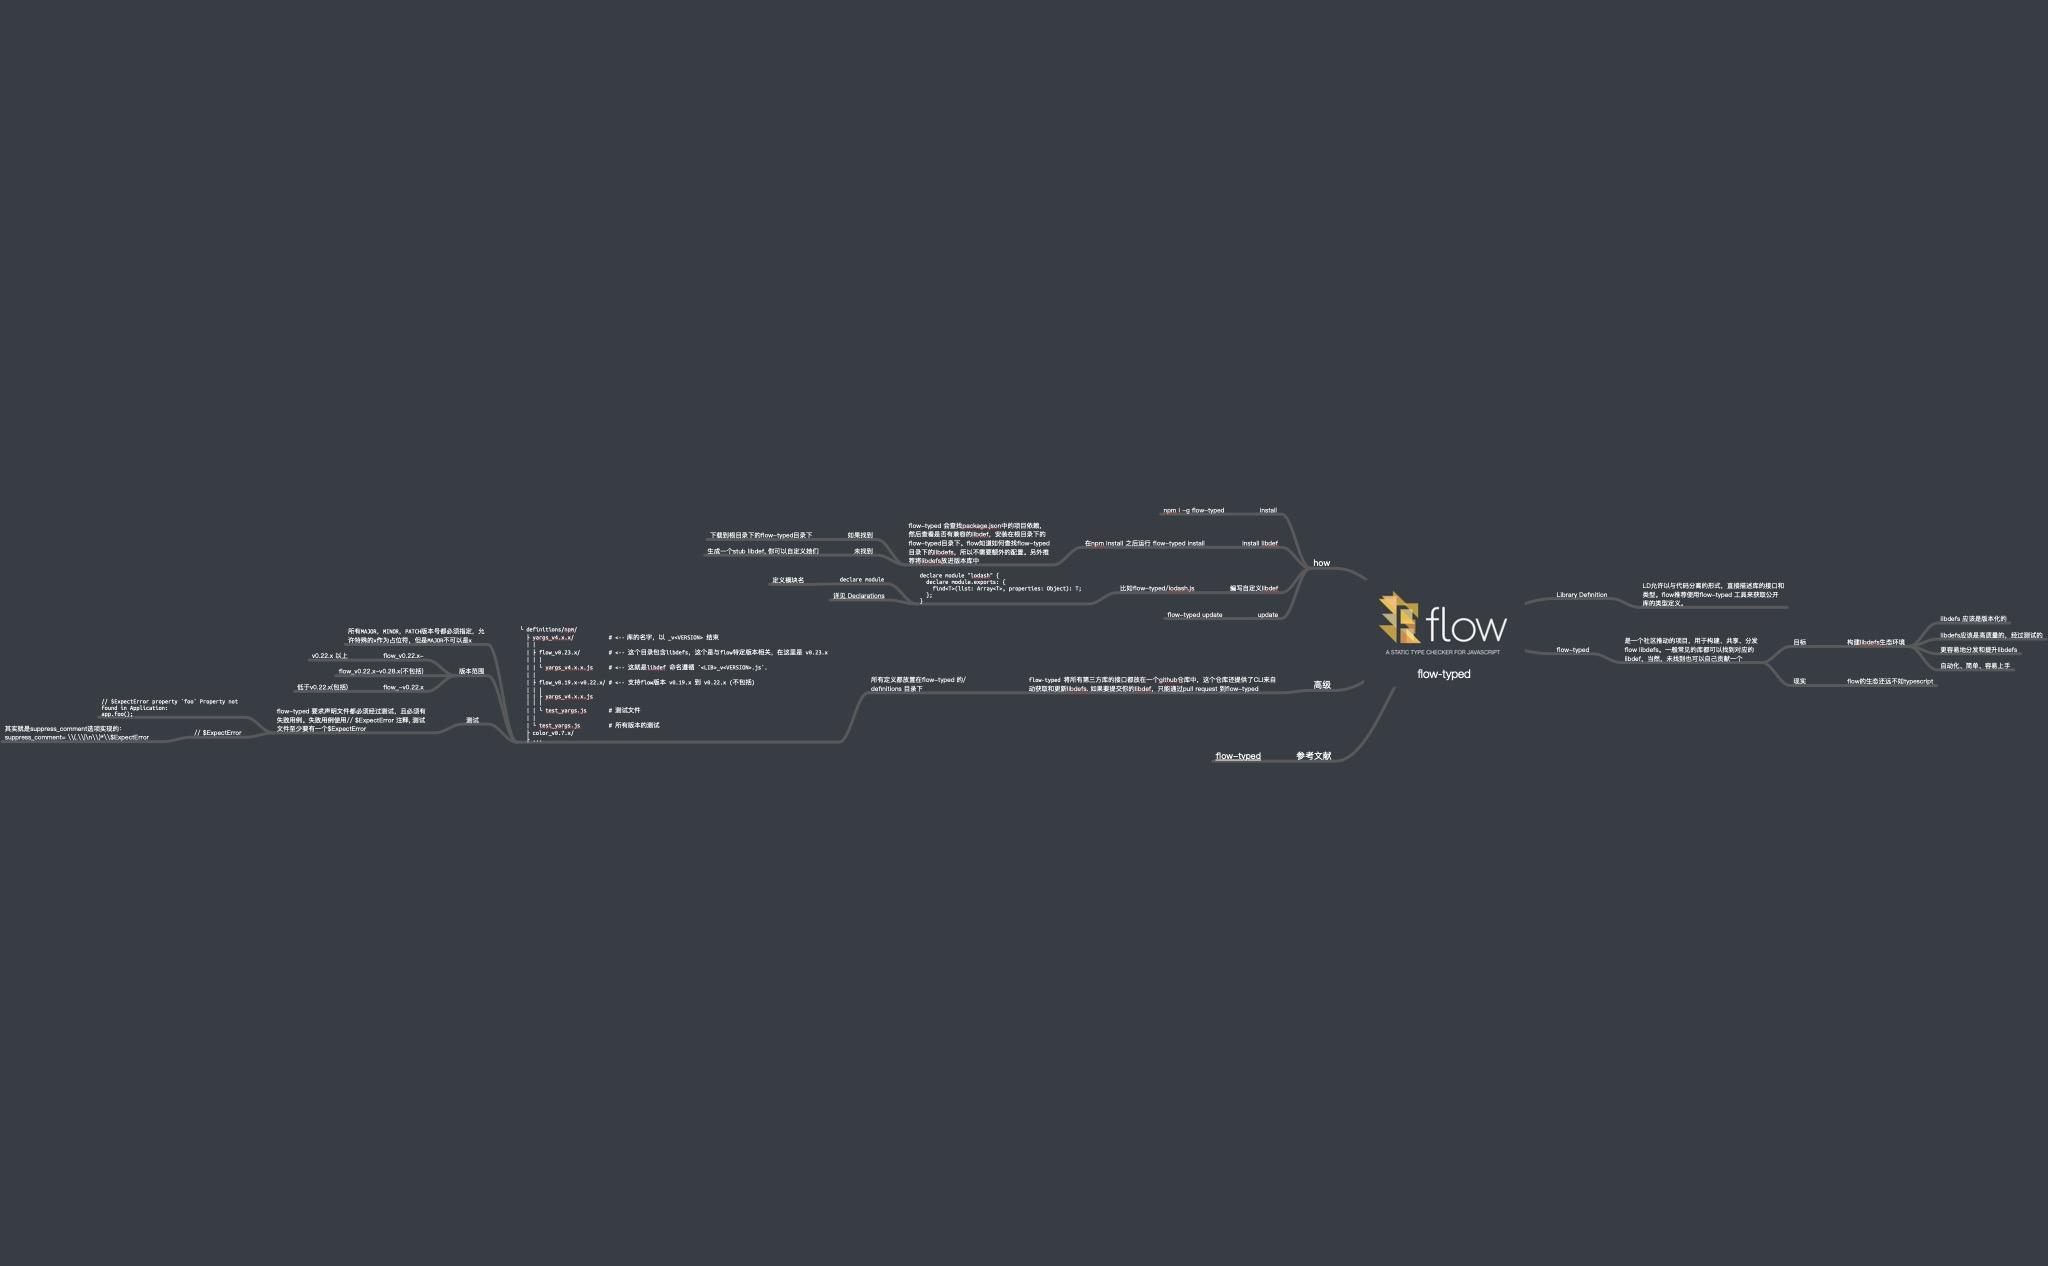 flow
A STATIC TYPE CHECKER FOR JAVASCRIPT
flow-typed
Library Definition
LD允许以与代码分离的形式，直接描述库的接口和
类型。flow推荐使用flow-typed 工具来获取公开
库的类型定义。
flow-typed
是一个社区推动的项目，用于构建、共享、分发
flow libdefs。一般常见的库都可以找到对应的
libdef，当然，未找到也可以自己贡献一个
目标
构建libdefs生态环境
libdefs 应该是版本化的
libdefs应该是高质量的，经过测试的
更容易地分发和提升libdefs
自动化、简单、容易上手
现实
flow的生态还远不如typescript
how
install
npm i -g flow-typed
install libdef
在npm install 之后运行 flow-typed install
flow-typed 会查找package.json中的项目依赖，
然后查看是否有兼容的libdef，安装在根目录下的
flow-typed目录下。flow知道如何查找flow-typed
目录下的libdefs，所以不需要额外的配置。另外推
荐将libdefs放进版本库中
如果找到
下载到根目录下的flow-typed目录下
未找到
生成一个stub libdef, 你可以自定义她们
编写自定义libdef
比如flow-typed/lodash.js
declare module "lodash" {
declare module.exports: {
find<T>(list: Array<T>, properties: Object): T;
};
}
declare module
定义模块名
详见 Declarations
update
flow-typed update
高级
flow-typed 将所有第三方库的接口都放在一个github仓库中，这个仓库还提供了CLI来自
动获取和更新libdefs. 如果要提交你的libdef，只能通过pull request 到flow-typed
所有定义都放置在flow-typed 的/
definitions 目录下
└ definitions/npm/
├ yargs_v4.x.x/ # <-- 库的名字，以 _v<VERSION> 结束
| |
| ├ flow_v0.23.x/ # <-- 这个目录包含libdefs，这个是与flow特定版本相关，在这里是 v0.23.x
| | |
| | └ yargs_v4.x.x.js # <-- 这就是libdef 命名遵循 `<LIB>_v<VERSION>.js`.
| |
| ├ flow_v0.19.x-v0.22.x/ # <-- 支持flow版本 v0.19.x 到 v0.22.x (不包括)
| | |
| | ├ yargs_v4.x.x.js
| | |
| | └ test_yargs.js # 测试文件
| |
| └ test_yargs.js # 所有版本的测试
├ color_v0.7.x/
├ ...
所有MAJOR, MINOR, PATCH版本号都必须指定，允
许特殊的x作为占位符，但是MAJOR不可以是x
版本范围
flow_v0.22.x-
v0.22.x 以上
flow_v0.22.x-v0.28.x(不包括)
flow_-v0.22.x
低于v0.22.x(包括)
测试
flow-typed 要求声明文件都必须经过测试，且必须有
失败用例。失败用例使用// $ExpectError 注释, 测试
文件至少要有一个$ExpectError
// $ExpectError property `foo` Property not
found in Application:
app.foo();
// $ExpectError
其实就是suppress_comment选项实现的：
suppress_comment= \\(.\\|\n\\)*\\$ExpectError
参考文献
flow-typed